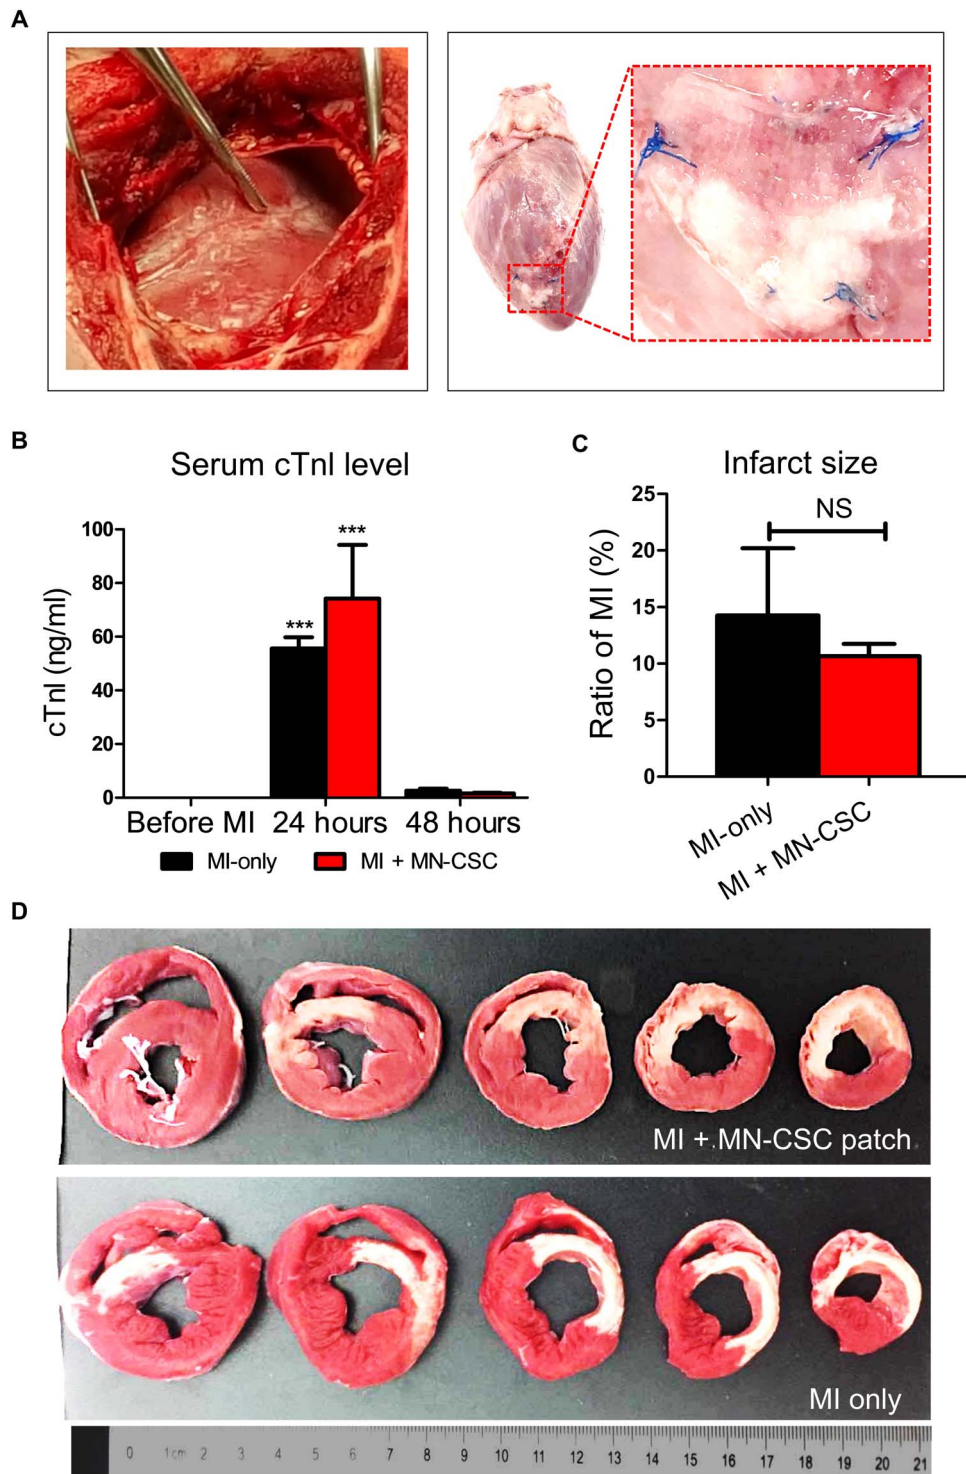 A
B
Serum cTnl level
100
80
60
40
20
0
cTnl (ng/ml)
***
***
Before MI 24 hours 48 hours
MI-only MI + MN-CSC
C
Infarct size
25
20
15
10
5
0
Ratio of MI (%)
NS
MI-only
MI + MN-CSC
D
MI + MN-CSC patch
MI only
0 1cm 2 3 4 5 6 7 8 9 10 11 12 13 14 15 16 17 18 19 20 21